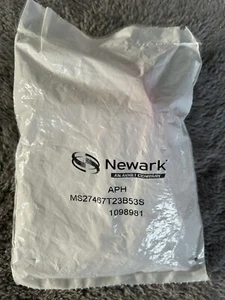 Newark
AN AVNET COMPANY
APH
MS27467T23B53S
1098981